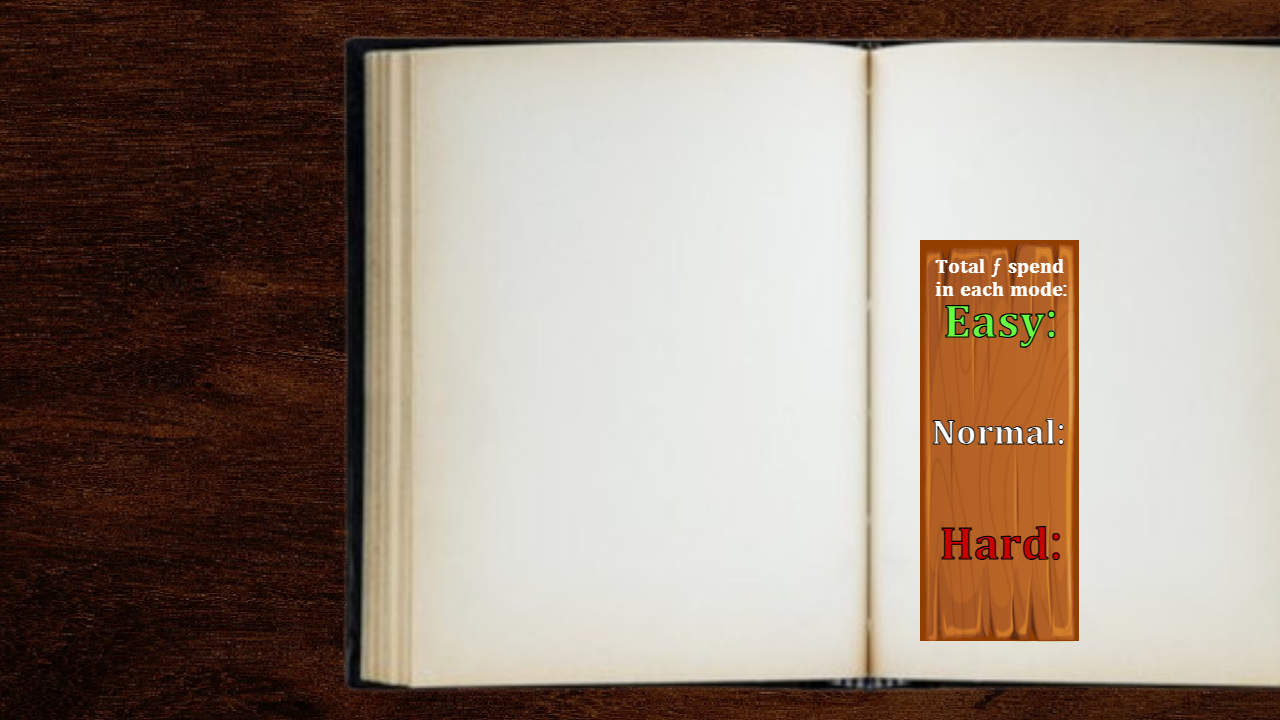 Total ƒ spend
in each mode:
Easy:
Normal:
Hard: